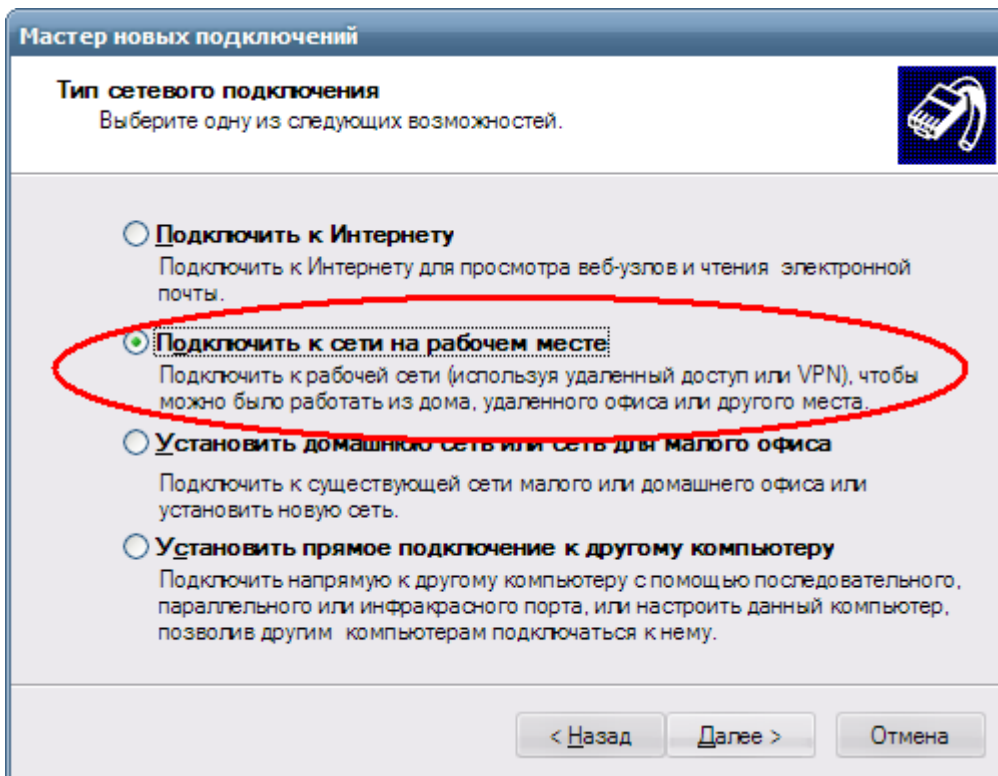 Мастер новых подключений
Тип сетевого подключения
Выберите одну из следующих возможностей.
Подключить к Интернету
Подключить к Интернету для просмотра веб-узлов и чтения электронной
почты.
Подключить к сети на рабочем месте
Подключить к рабочей сети (используя удаленный доступ или VPN), чтобы
можно было работать из дома, удаленного офиса или другого места.
Установить домашнюю сеть или сеть для малого офиса
Подключить к существующей сети малого или домашнего офиса или
установить новую сеть.
Установить прямое подключение к другому компьютеру
Подключить напрямую к другому компьютеру с помощью последовательного,
параллельного или инфракрасного порта, или настроить данный компьютер,
позволив другим компьютерам подключаться к нему.
< Назад Далее > Отмена